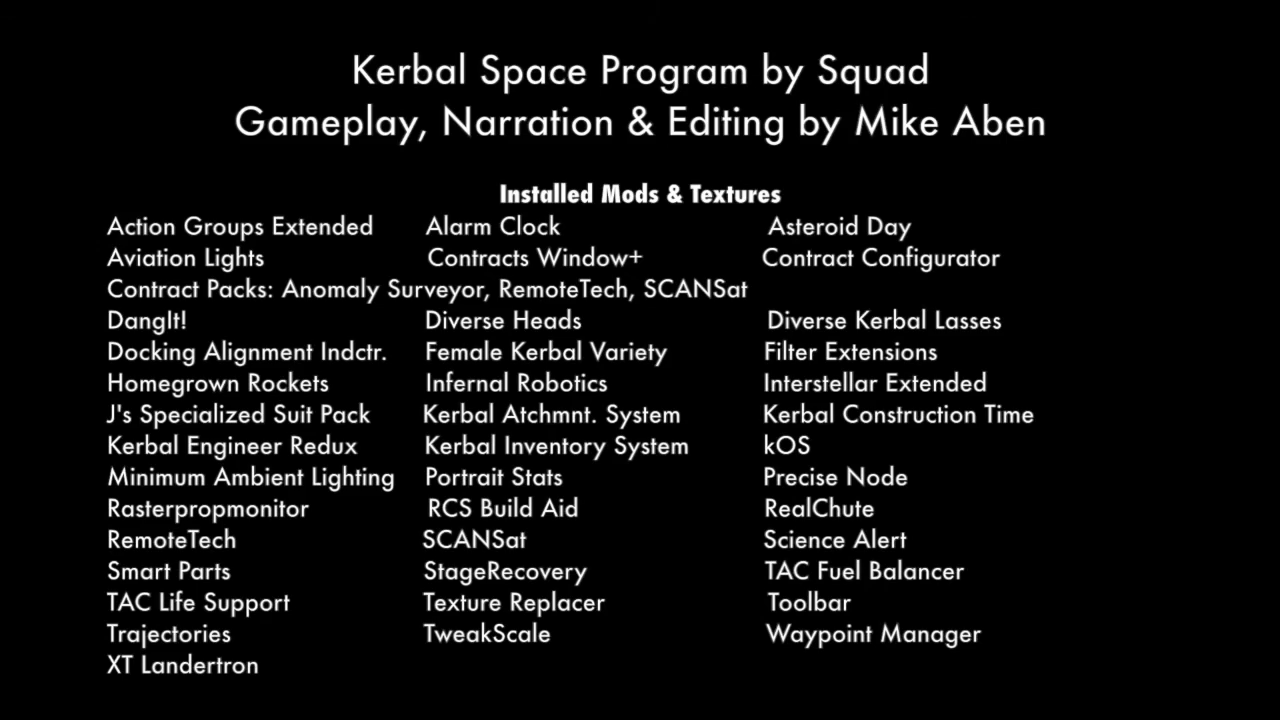 Kerbal Space Program by Squad
Gameplay, Narration & Editing by Mike Aben
Installed Mods & Textures
Action Groups Extended Alarm Clock Asteroid Day
Aviation Lights Contracts Window+ Contract Configurator
Contract Packs: Anomaly Surveyor, RemoteTech, SCANSat
DangIt! Diverse Heads Diverse Kerbal Lasses
Docking Alignment Indctr. Female Kerbal Variety Filter Extensions
Homegrown Rockets Infernal Robotics Interstellar Extended
J's Specialized Suit Pack Kerbal Atchmnt. System Kerbal Construction Time
Kerbal Engineer Redux Kerbal Inventory System kOS
Minimum Ambient Lighting Portrait Stats Precise Node
Rasterpropmonitor RCS Build Aid RealChute
RemoteTech SCANSat Science Alert
Smart Parts StageRecovery TAC Fuel Balancer
TAC Life Support Texture Replacer Toolbar
Trajectories TweakScale Waypoint Manager
XT Landertron